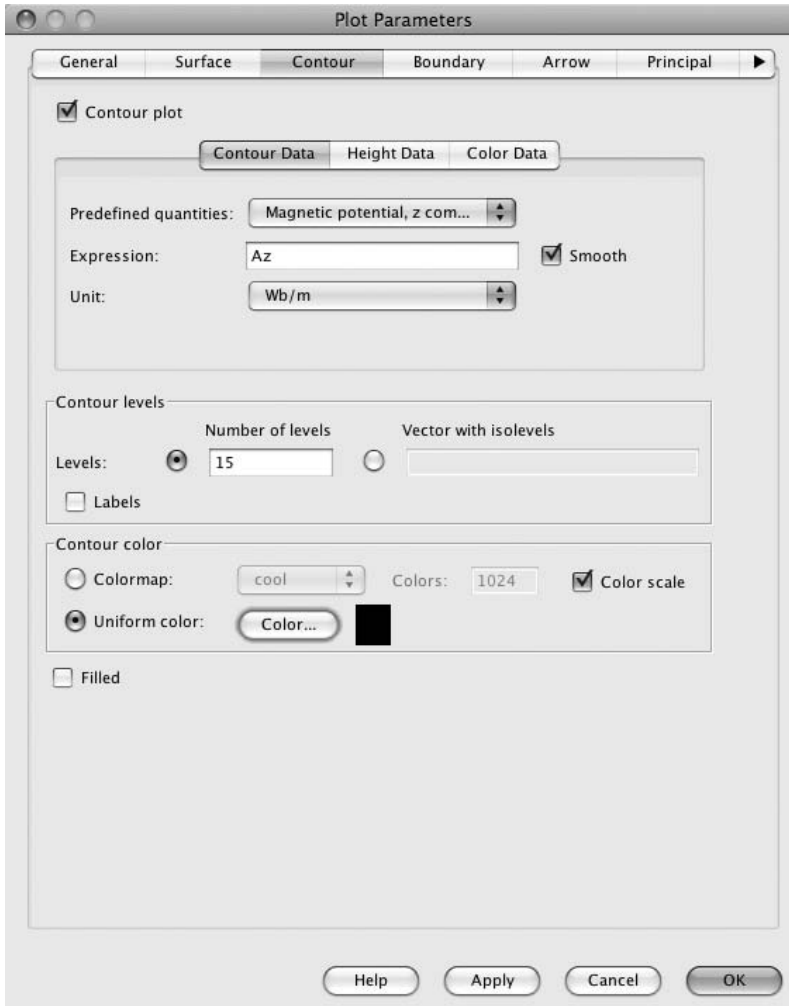 Plot Parameters
General Surface Contour Boundary Arrow Principal
Contour plot
Contour Data Height Data Color Data
Predefined quantities: Magnetic potential, z com...
Expression: Az Smooth
Unit: Wb/m
Contour levels
Number of levels Vector with isolevels
Levels: 15
Labels
Contour color
Colormap: cool Colors: 1024 Color scale
Uniform color: Color...
Filled
Help Apply Cancel OK